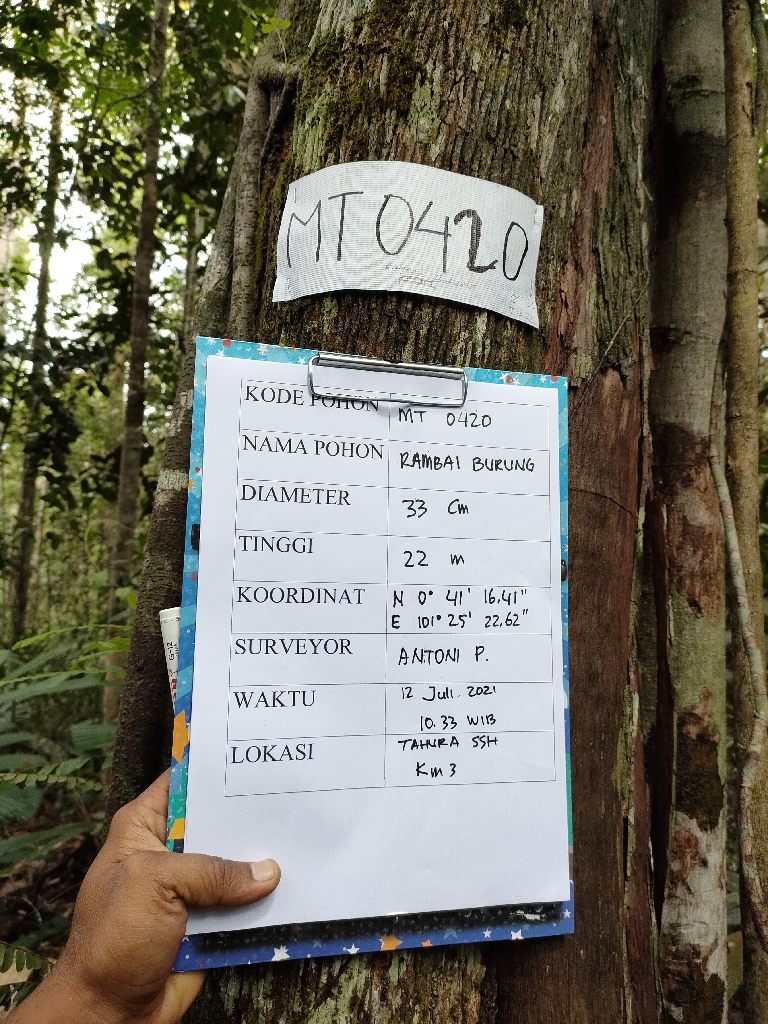 MT 0420
KODE POHON MT 0420
NAMA POHON RAMBAI BURUNG
DIAMETER 33 Cm
TINGGI 22 m
KOORDINAT N 0° 41' 16,41"
E 101° 25' 22,62"
SURVEYOR ANTONI P.
WAKTU 12 Juli 2021
10.33 WIB
LOKASI TAHURA SSH
Km 3